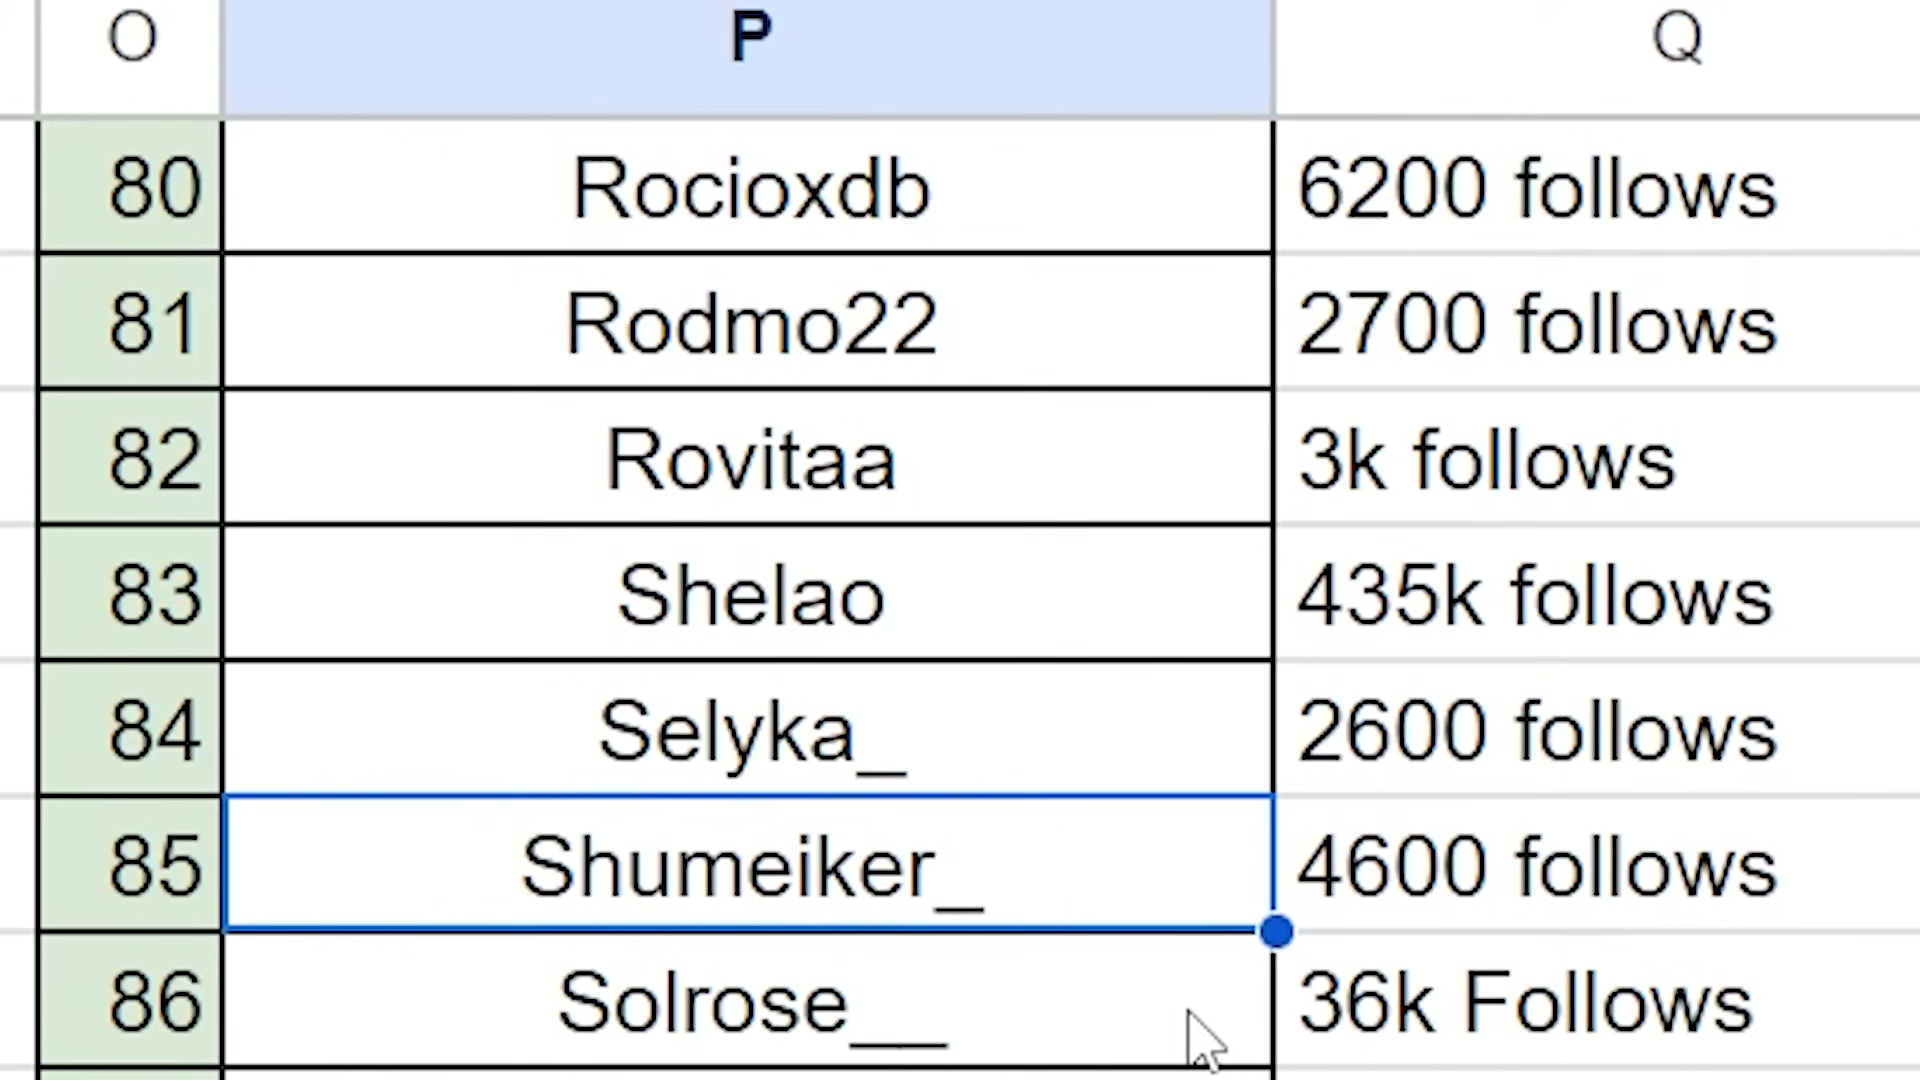 O P Q
80 Rocioxdb 6200 follows
81 Rodmo22 2700 follows
82 Rovitaa 3k follows
83 Shelao 435k follows
84 Selyka_ 2600 follows
85 Shumeiker_ 4600 follows
86 Solrose__ 36k Follows